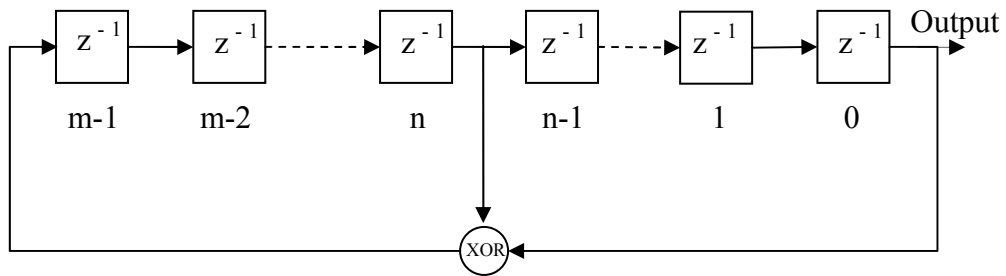 Output
z⁻¹ z⁻¹ z⁻¹ z⁻¹ z⁻¹ z⁻¹
m-1 m-2 n n-1 1 0
XOR